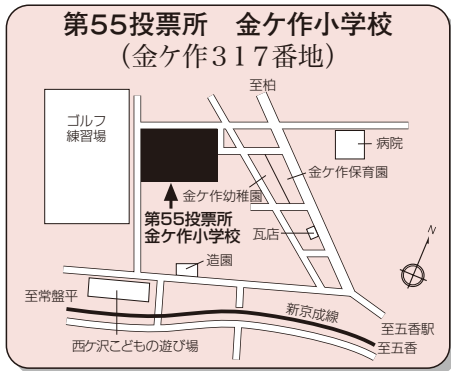 第55投票所　金ケ作小学校
（金ケ作317番地）
至柏
ゴルフ
練習場
病院
金ケ作保育園
金ケ作幼稚園
第55投票所
金ケ作小学校
瓦店
造園
N
至常盤平
新京成線
至五香駅
至五香
西ケ沢こどもの遊び場